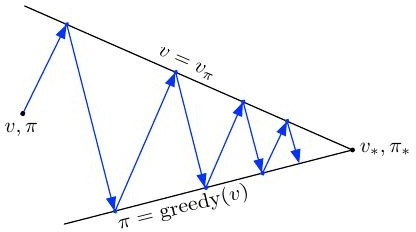 v = v_π
v, π
v_*, π_*
π = greedy(v)